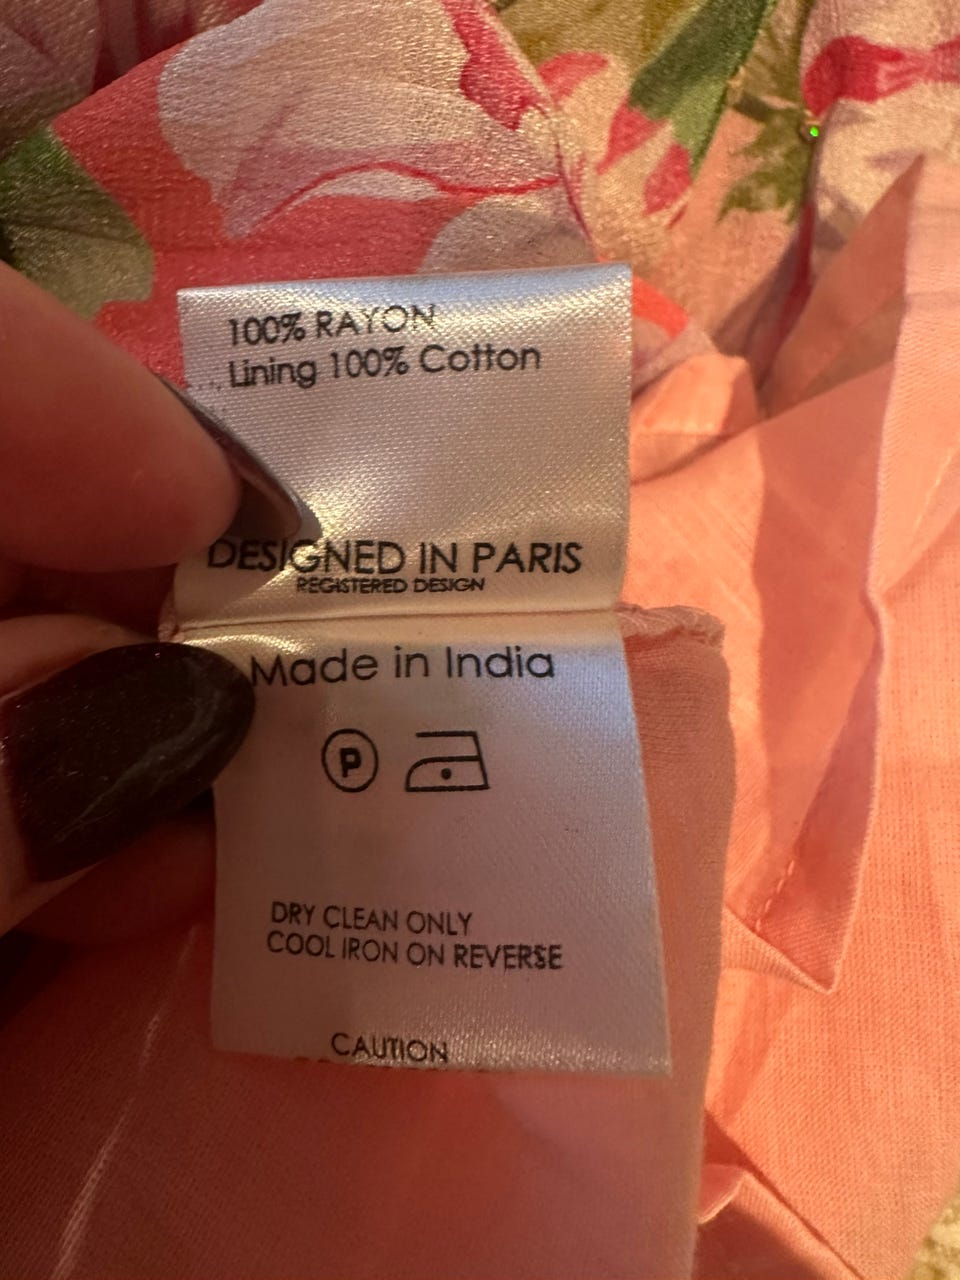 100% RAYON
Lining 100% Cotton
DESIGNED IN PARIS
REGISTERED DESIGN
Made in India
P
DRY CLEAN ONLY
COOL IRON ON REVERSE
CAUTION